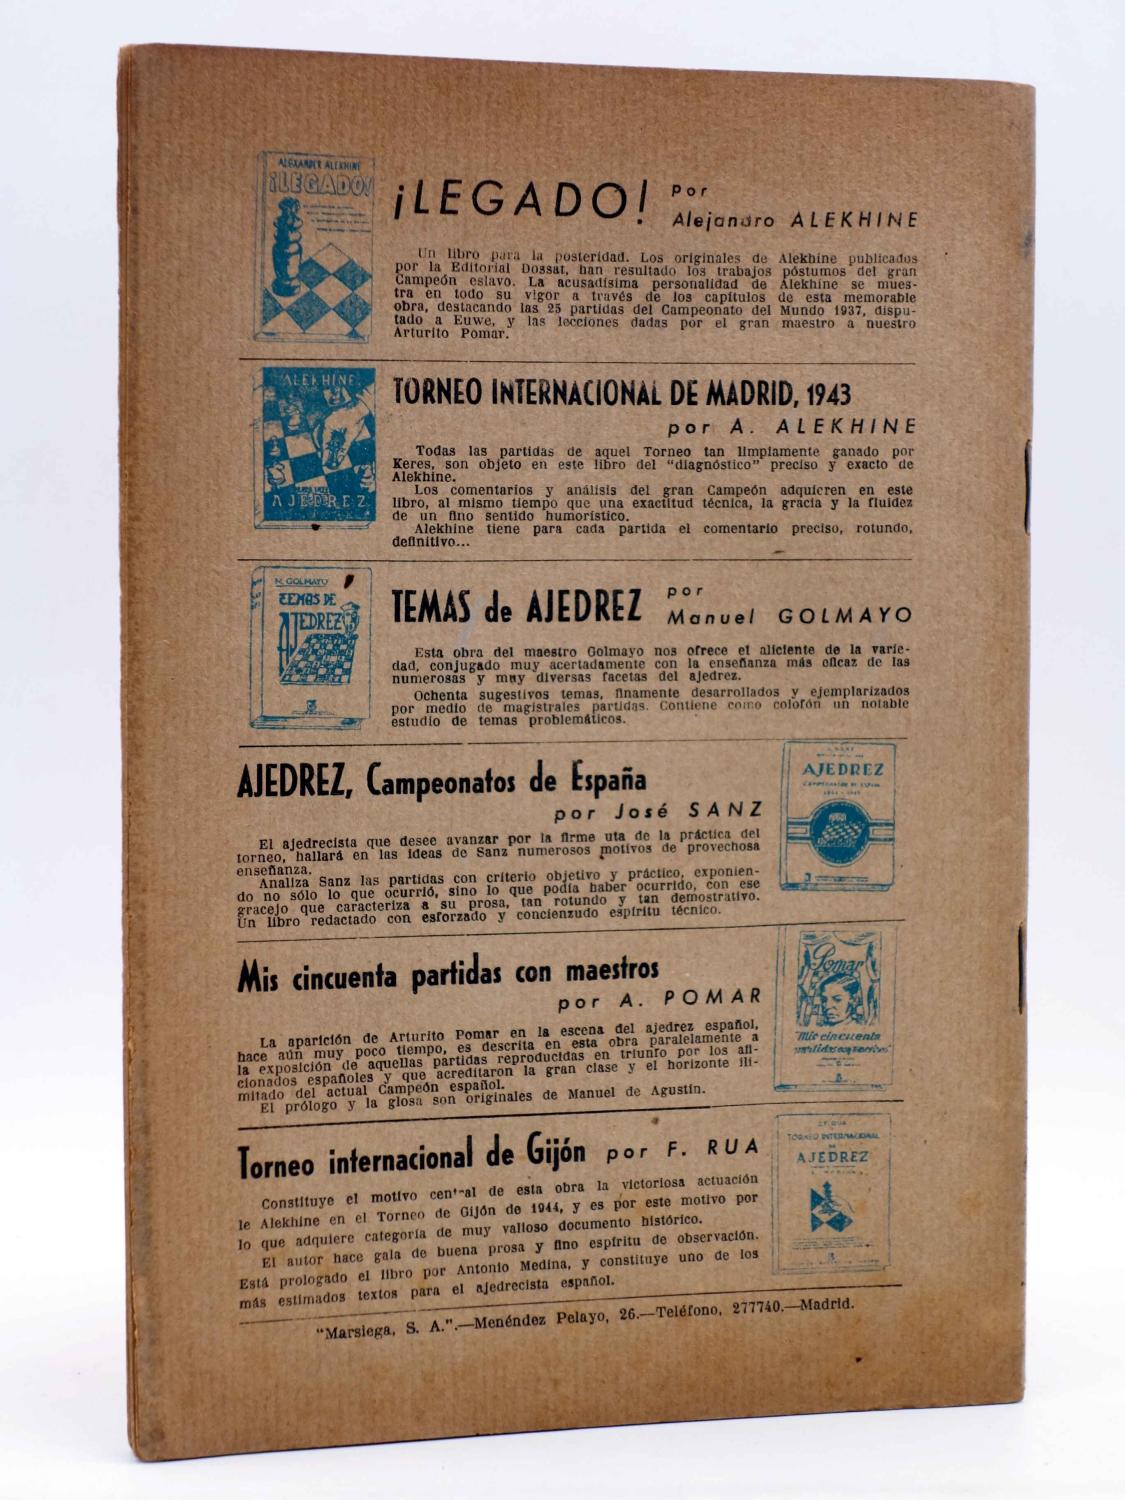 ALEXANDER ALEKHINE
¡LEGADO!
¡LEGADO!
por
Alejandro ALEKHINE
Un libro para la posteridad. Los originales de Alekhine publicados
por la Editorial Dossat, han resultado los trabajos póstumos del gran
Campeón eslavo. La acusadísima personalidad de Alekhine se mues-
tra en todo su vigor a través de los capítulos de esta memorable
obra, destacando las 25 partidas del Campeonato del Mundo 1937, dispu-
tado a Euwe, y las lecciones dadas por el gran maestro a nuestro
Arturito Pomar.
ALEKHINE
AJEDREZ
TORNEO INTERNACIONAL DE MADRID, 1943
por A. ALEKHINE
Todas las partidas de aquel Torneo tan limpiamente ganado por
Keres, son objeto en este libro del "diagnóstico" preciso y exacto de
Alekhine.
Los comentarios y análisis del gran Campeón adquieren en este
libro, al mismo tiempo que una exactitud técnica, la gracia y la fluidez
de un fino sentido humorístico.
Alekhine tiene para cada partida el comentario preciso, rotundo,
definitivo...
M. GOLMAYO
TEMAS DE
AJEDREZ
TEMAS de AJEDREZ
por
Manuel GOLMAYO
Esta obra del maestro Golmayo nos ofrece el aliciente de la varie-
dad, conjugado muy acertadamente con la enseñanza más eficaz de las
numerosas y muy diversas facetas del ajedrez.
Ochenta sugestivos temas, finamente desarrollados y ejemplarizados
por medio de magistrales partidas. Contiene como colofón un notable
estudio de temas problemáticos.
AJEDREZ, Campeonatos de España
por José SANZ
El ajedrecista que desee avanzar por la firme uta de la práctica del
torneo, hallará en las ideas de Sanz numerosos motivos de provechosa
enseñanza.
Analiza Sanz las partidas con criterio objetivo y práctico, exponien-
do no sólo lo que ocurrió, sino lo que podía haber ocurrido, con ese
gracejo que caracteriza a su prosa, tan rotundo y tan demostrativo.
Un libro redactado con esforzado y concienzudo espíritu técnico.
AJEDREZ
Mis cincuenta partidas con maestros
por A. POMAR
La aparición de Arturito Pomar en la escena del ajedrez español,
hace aún muy poco tiempo, es descrita en esta obra paralelamente a
la exposición de aquellas partidas reproducidas en triunfo por los afi-
cionados españoles y que acreditaron la gran clase y el horizonte ili-
mitado del actual Campeón español.
El prólogo y la glosa son originales de Manuel de Agustín.
Pomar
Mis cincuenta
Torneo internacional de Gijón por F. RUA
Constituye el motivo cen al de esta obra la victoriosa actuación
le Alekhine en el Torneo de Gijón de 1944, y es por este motivo por
lo que adquiere categoría de muy valioso documento histórico.
El autor hace gala de buena prosa y fino espíritu de observación.
Está prologado el libro por Antonio Medina, y constituye uno de los
más estimados textos para el ajedrecista español.
TORNEO INTERNACIONAL
DE
AJEDREZ
"Marsiega, S. A.".—Menéndez Pelayo, 26.—Teléfono, 277740.—Madrid.